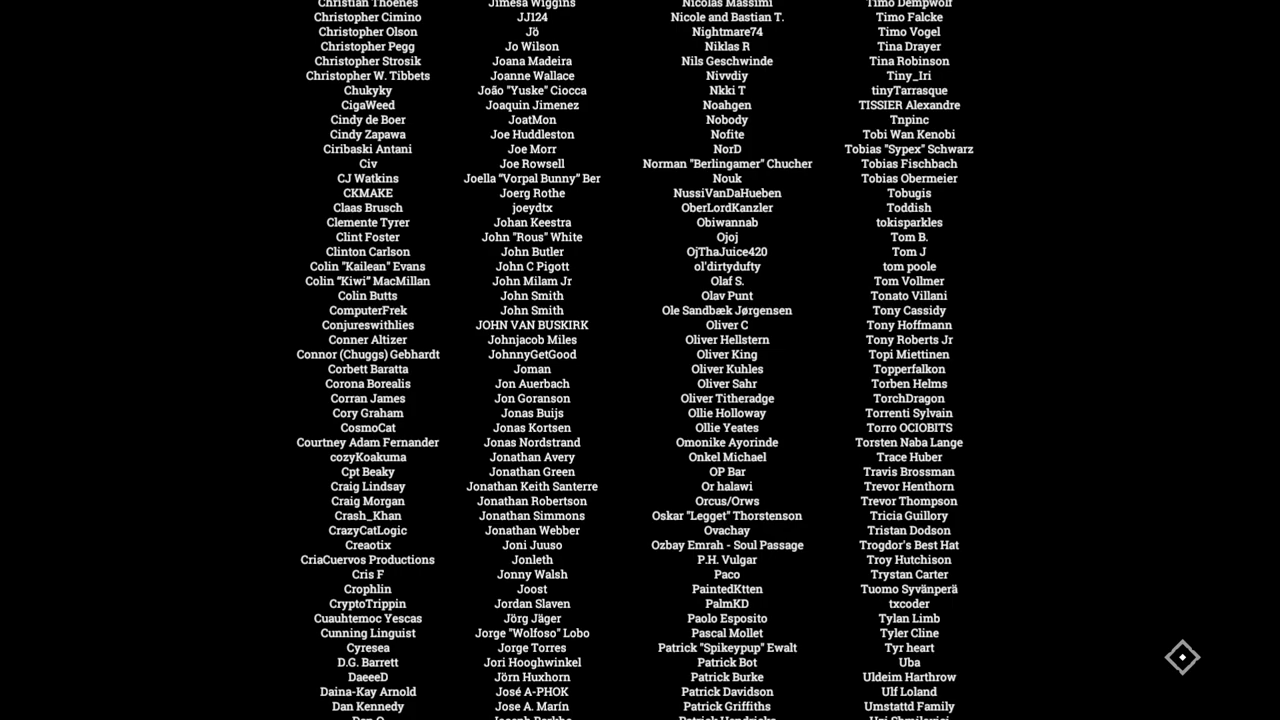 Christian Thoenes
Christopher Cimino
Christopher Olson
Christopher Pegg
Christopher Strosik
Christopher W. Tibbets
Chukyky
CigaWeed
Cindy de Boer
Cindy Zapawa
Ciribaski Antani
Civ
CJ Watkins
CKMAKE
Claas Brusch
Clemente Tyrer
Clint Foster
Clinton Carlson
Colin "Kailean" Evans
Colin “Kiwi” MacMillan
Colin Butts
ComputerFrek
Conjureswithlies
Conner Altizer
Connor (Chuggs) Gebhardt
Corbett Baratta
Corona Borealis
Corran James
Cory Graham
CosmoCat
Courtney Adam Fernander
cozyKoakuma
Cpt Beaky
Craig Lindsay
Craig Morgan
Crash_Khan
CrazyCatLogic
Creaotix
CriaCuervos Productions
Cris F
Crophlin
CryptoTrippin
Cuauhtemoc Yescas
Cunning Linguist
Cyresea
D.G. Barrett
DaeeeD
Daina-Kay Arnold
Dan Kennedy
Jimesa Wiggins
JJ124
Jö
Jo Wilson
Joana Madeira
Joanne Wallace
João "Yuske" Ciocca
Joaquin Jimenez
JoatMon
Joe Huddleston
Joe Morr
Joe Rowsell
Joella “Vorpal Bunny” Ber
Joerg Rothe
joeydtx
Johan Keestra
John "Rous" White
John Butler
John C Pigott
John Milam Jr
John Smith
John Smith
JOHN VAN BUSKIRK
Johnjacob Miles
JohnnyGetGood
Joman
Jon Auerbach
Jon Goranson
Jonas Buijs
Jonas Kortsen
Jonas Nordstrand
Jonathan Avery
Jonathan Green
Jonathan Keith Santerre
Jonathan Robertson
Jonathan Simmons
Jonathan Webber
Joni Juuso
Jonleth
Jonny Walsh
Joost
Jordan Slaven
Jörg Jäger
Jorge "Wolfoso" Lobo
Jorge Torres
Jori Hooghwinkel
Jörn Huxhorn
José A-PHOK
Jose A. Marín
Nicolas Massimi
Nicole and Bastian T.
Nightmare74
Niklas R
Nils Geschwinde
Nivvdiy
Nkki T
Noahgen
Nobody
Nofite
NorD
Norman "Berlingamer" Chucher
Nouk
NussiVanDaHueben
OberLordKanzler
Obiwannab
Ojoj
OjThaJuice420
ol'dirtydufty
Olaf S.
Olav Punt
Ole Sandbæk Jørgensen
Oliver C
Oliver Hellstern
Oliver King
Oliver Kuhles
Oliver Sahr
Oliver Titheradge
Ollie Holloway
Ollie Yeates
Omonike Ayorinde
Onkel Michael
OP Bar
Or halawi
Orcus/Orws
Oskar "Legget" Thorstenson
Ovachay
Ozbay Emrah - Soul Passage
P.H. Vulgar
Paco
PaintedKtten
PalmKD
Paolo Esposito
Pascal Mollet
Patrick "Spikeypup" Ewalt
Patrick Bot
Patrick Burke
Patrick Davidson
Patrick Griffiths
Timo Dempwolf
Timo Falcke
Timo Vogel
Tina Drayer
Tina Robinson
Tiny_Iri
tinyTarrasque
TISSIER Alexandre
Tnpinc
Tobi Wan Kenobi
Tobias "Sypex" Schwarz
Tobias Fischbach
Tobias Obermeier
Tobugis
Toddish
tokisparkles
Tom B.
Tom J
tom poole
Tom Vollmer
Tonato Villani
Tony Cassidy
Tony Hoffmann
Tony Roberts Jr
Topi Miettinen
Topperfalkon
Torben Helms
TorchDragon
Torrenti Sylvain
Torro OCIOBITS
Torsten Naba Lange
Trace Huber
Travis Brossman
Trevor Henthorn
Trevor Thompson
Tricia Guillory
Tristan Dodson
Trogdor's Best Hat
Troy Hutchison
Trystan Carter
Tuomo Syvänperä
txcoder
Tylan Limb
Tyler Cline
Tyr heart
Uba
Uldeim Harthrow
Ulf Loland
Umstattd Family